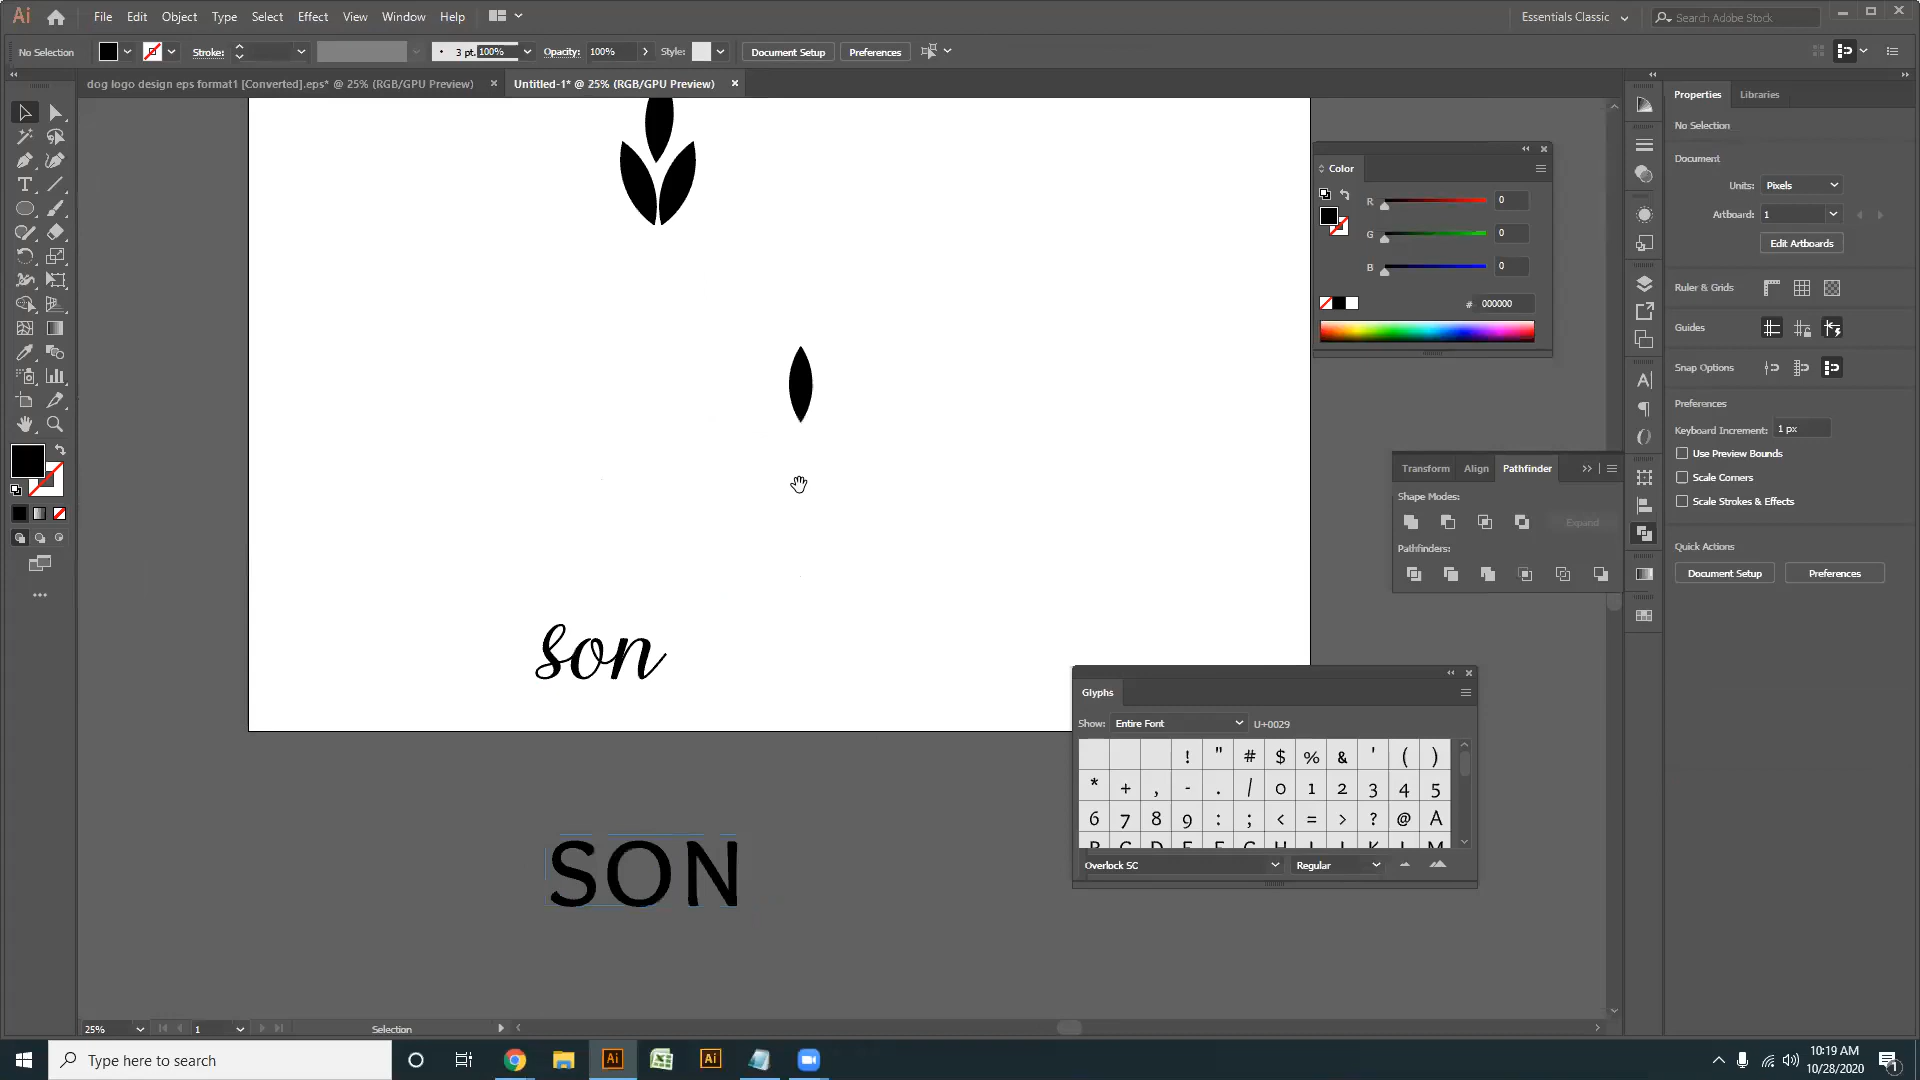 Ai File Edit Object Type Select Effect View Window Help Essentials Classic Search Adobe Stock
No Selection Stroke: 3 pt. 100% Opacity: 100% Style: Document Setup Preferences
dog logo design eps format1 [Converted].eps* @ 25% (RGB/GPU Preview) Untitled-1* @ 25% (RGB/GPU Preview)
Properties Libraries
No Selection
Document
Units: Pixels
Artboard: 1
Edit Artboards
Ruler & Grids
Guides
Snap Options
Preferences
Keyboard Increment: 1 px
Use Preview Bounds
Scale Corners
Scale Strokes & Effects
Quick Actions
Document Setup Preferences
Color
R 0
G 0
B 0
# 000000
Transform Align Pathfinder
Shape Modes:
Expand
Pathfinders:
son
SON
Glyphs
Show: Entire Font U+0029
! " # $ % & ' ( )
* + , - . / 0 1 2 3 4 5
6 7 8 9 : ; < = > ? @ A
Overlock SC Regular
25% 1 Selection
Type here to search
Ai Ai
10:19 AM
10/28/2020
1